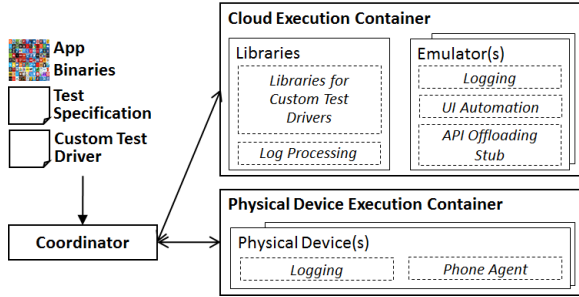 App
Binaries
Test
Specification
Custom Test
Driver
Coordinator
Cloud Execution Container
Libraries
Libraries for
Custom Test
Drivers
Log Processing
Emulator(s)
Logging
UI Automation
API Offloading
Stub
Physical Device Execution Container
Physical Device(s)
Logging
Phone Agent